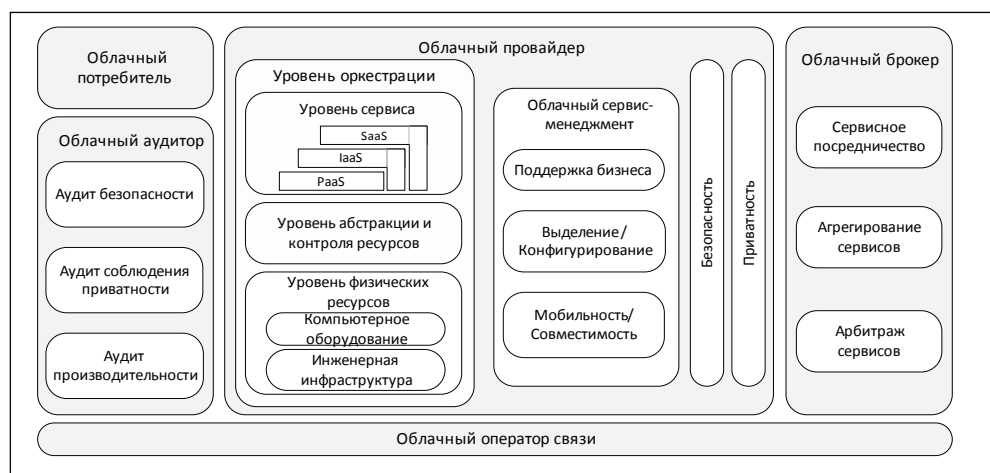 Облачный
потребитель
Облачный аудитор
Аудит безопасности
Аудит соблюдения
приватности
Аудит
производительности
Облачный провайдер
Уровень оркестрации
Уровень сервиса
SaaS
IaaS
PaaS
Уровень абстракции и
контроля ресурсов
Уровень физических
ресурсов
Компьютерное
оборудование
Инженерная
инфраструктура
Облачный сервис-
менеджмент
Поддержка бизнеса
Выделение/
Конфигурирование
Мобильность/
Совместимость
Безопасность
Приватность
Облачный брокер
Сервисное
посредничество
Агрегирование
сервисов
Арбитраж
сервисов
Облачный оператор связи